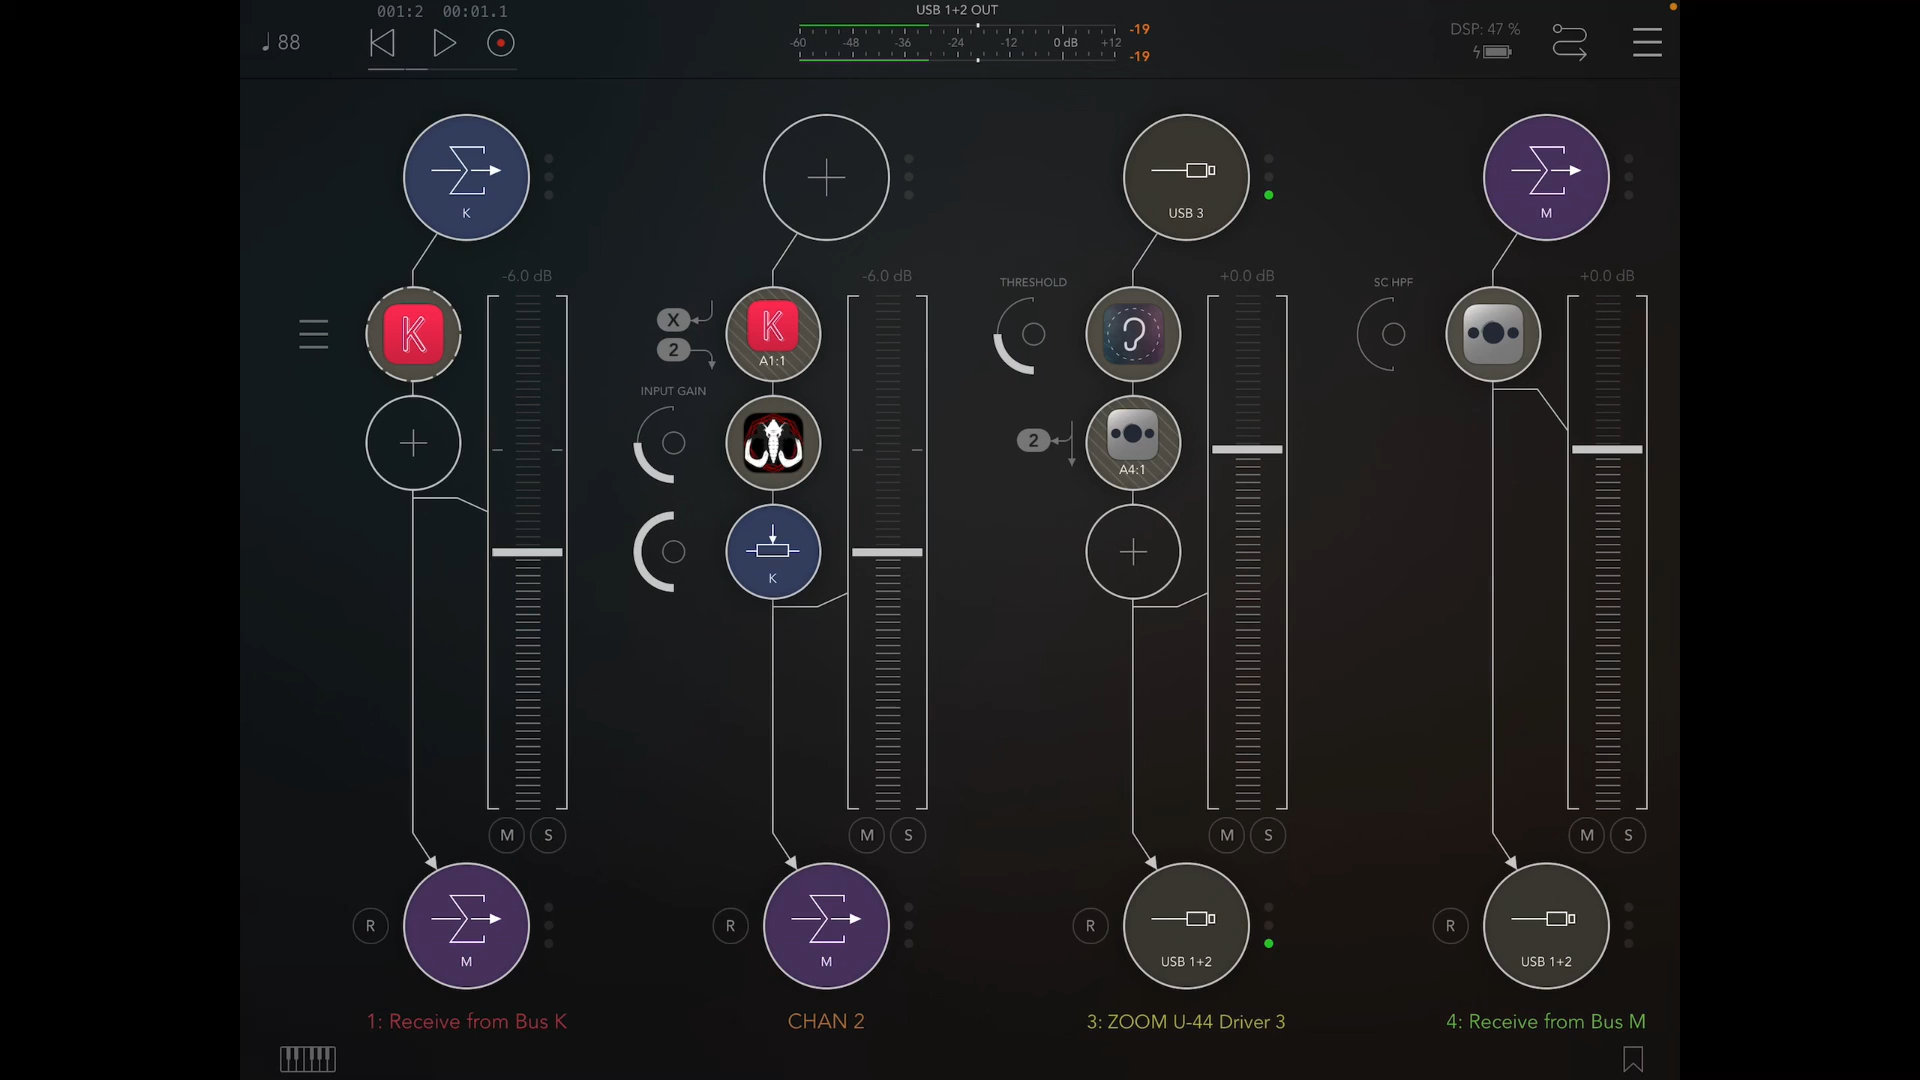 001:2 00:01.1
USB 1+2 OUT
88
-60 -48 -36 -24 -12 0 dB +12
-19
-19
DSP: 47 %
K
USB 3
M
-6.0 dB
-6.0 dB
THRESHOLD
+0.0 dB
SC HPF
+0.0 dB
K
X
2
K
A1:1
INPUT GAIN
2
A4:1
K
M S
M S
M S
M S
R
M
R
M
R
USB 1+2
R
USB 1+2
1: Receive from Bus K
CHAN 2
3: ZOOM U-44 Driver 3
4: Receive from Bus M